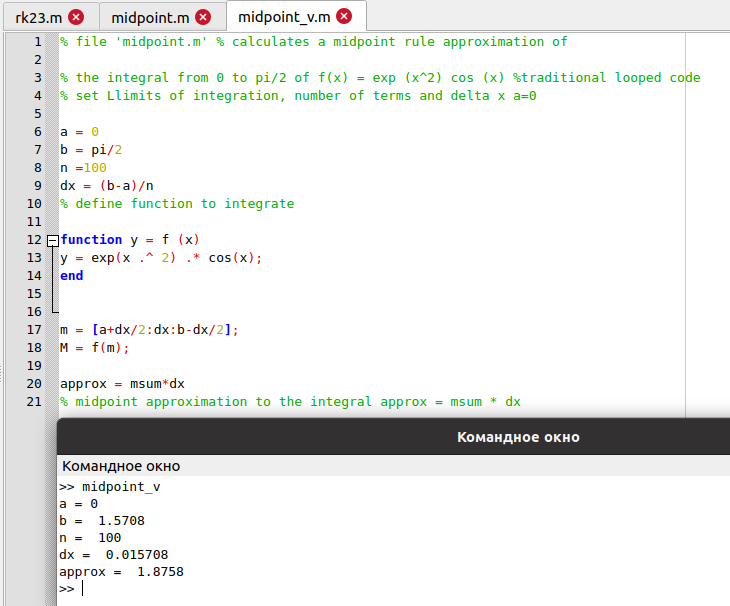 rk23.m midpoint.m midpoint_v.m
1 % file 'midpoint.m' % calculates a midpoint rule approximation of
2
3 % the integral from 0 to pi/2 of f(x) = exp (x^2) cos (x) %traditional looped code
4 % set Llimits of integration, number of terms and delta x a=0
5
6 a = 0
7 b = pi/2
8 n =100
9 dx = (b-a)/n
10 % define function to integrate
11
12 function y = f (x)
13 y = exp(x .^ 2) .* cos(x);
14 end
15
16
17 m = [a+dx/2:dx:b-dx/2];
18 M = f(m);
19
20 approx = msum*dx
21 % midpoint approximation to the integral approx = msum * dx
Командное окно
Командное окно
>> midpoint_v
a = 0
b =  1.5708
n =  100
dx =  0.015708
approx =  1.8758
>>